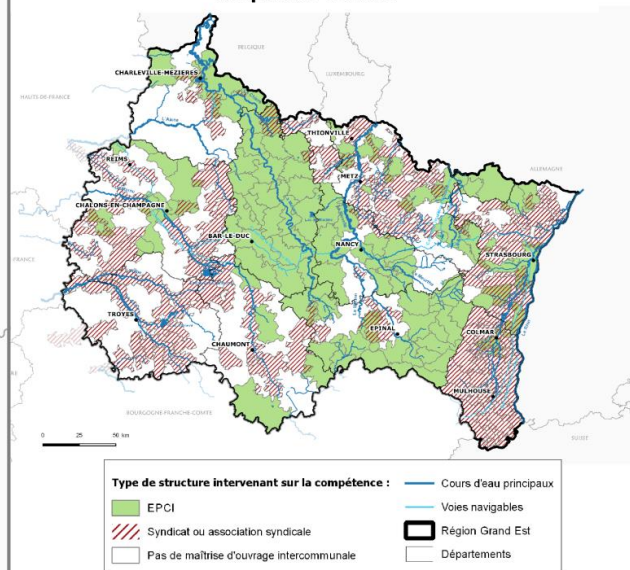 BELGIQUE
CHARLEVILLE-MEZIERES
LUXEMBOURG
HAUTS-DE-FRANCE
L'Aisne
THIONVILLE
REIMS
METZ
ALLEMAGNE
CHALONS-EN-CHAMPAGNE
BAR-LE-DUC
NANCY
STRASBOURG
FRANCE
TROYES
EPINAL
COLMAR
CHAUMONT
MULHOUSE
BOURGOGNE-FRANCHE-COMTE
SUISSE
0 25 50 km
Type de structure intervenant sur la compétence :
EPCI
Syndicat ou association syndicale
Pas de maîtrise d'ouvrage intercommunale
Cours d'eau principaux
Voies navigables
Région Grand Est
Départements